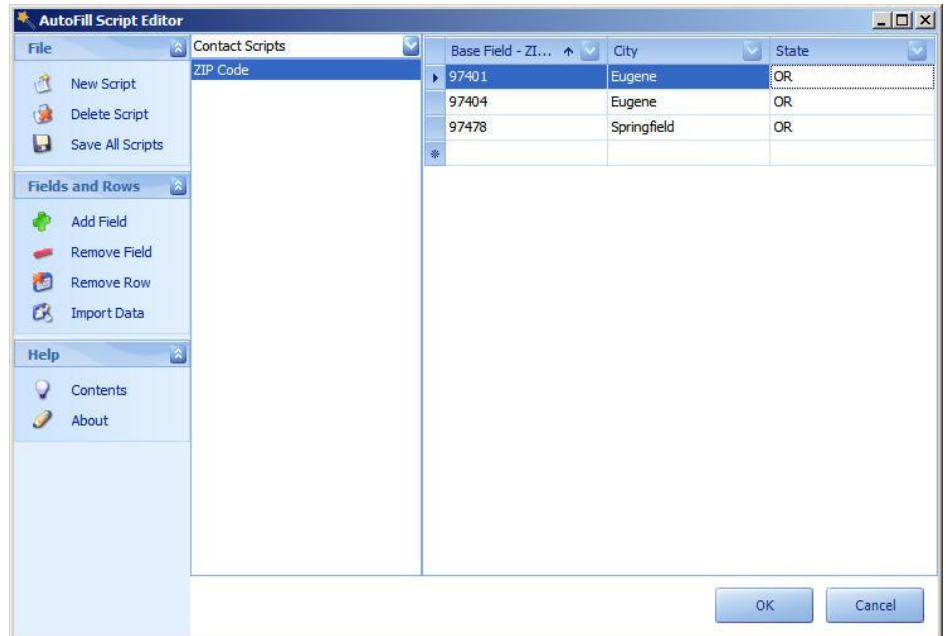 AutoFill Script Editor
File
New Script
Delete Script
Save All Scripts
Fields and Rows
Add Field
Remove Field
Remove Row
Import Data
Help
Contents
About
Contact Scripts
ZIP Code
Base Field - ZI... City State
97401 Eugene OR
97404 Eugene OR
97478 Springfield OR
OK Cancel